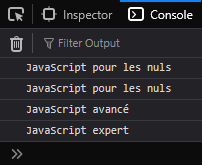 Inspector
Console
Filter Output
JavaScript pour les nuls
JavaScript pour les nuls
JavaScript avancé
JavaScript expert
»